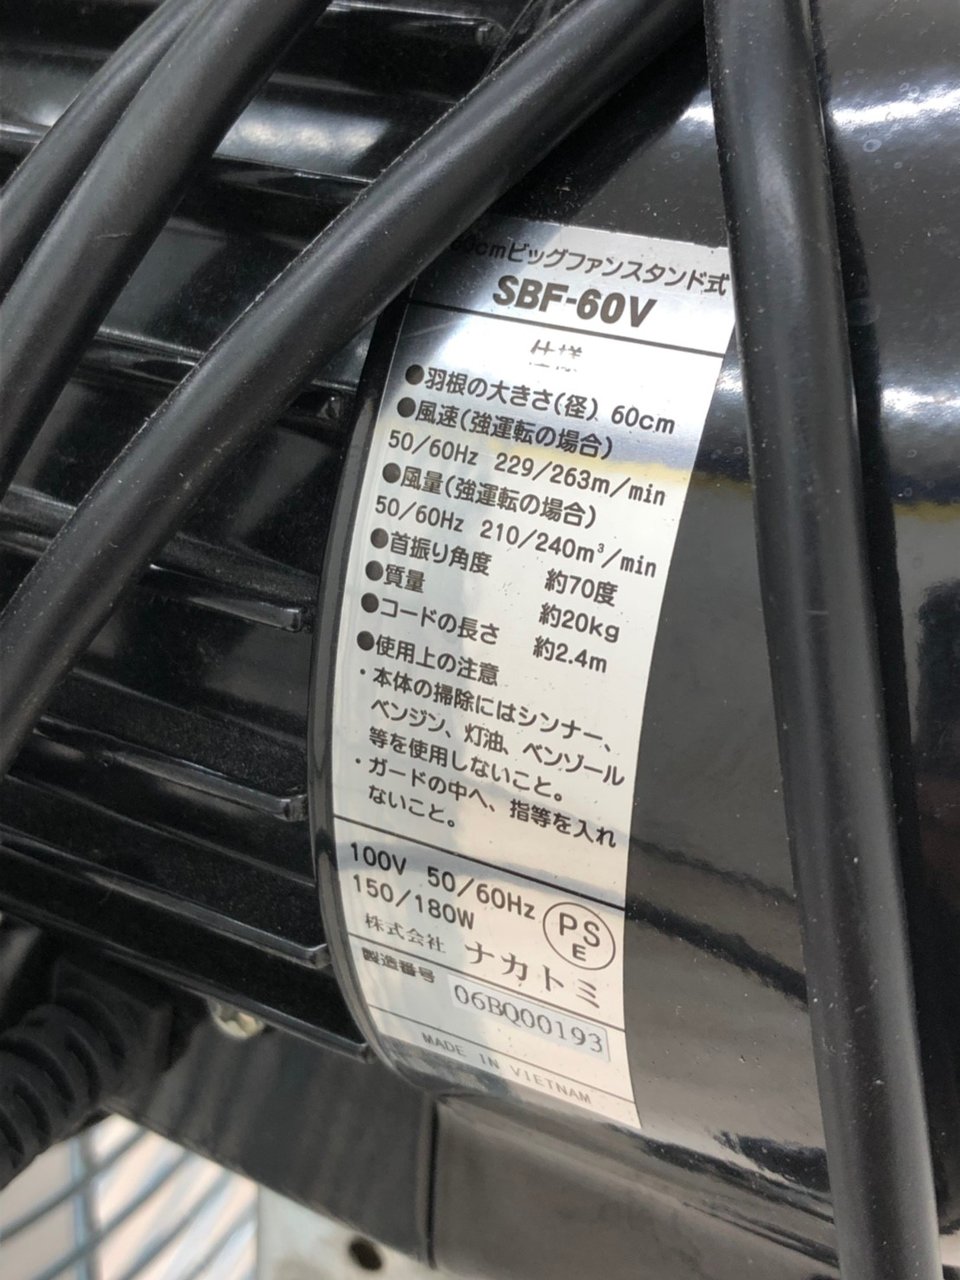 60cmビッグファンスタンド式
SBF-60V
仕様
●羽根の大きさ(径) 60cm
●風速(強運転の場合)
50/60Hz 229/263m/min
●風量(強運転の場合)
50/60Hz 210/240m³/min
●首振り角度 約70度
●質量 約20kg
●コードの長さ 約2.4m
●使用上の注意
・本体の掃除にはシンナー、
ベンジン、灯油、ベンゾール
等を使用しないこと。
・ガードの中へ、指等を入れ
ないこと。
100V 50/60Hz
150/180W
PSE
株式会社 ナカトミ
製造番号 06BQ00193
MADE IN VIETNAM